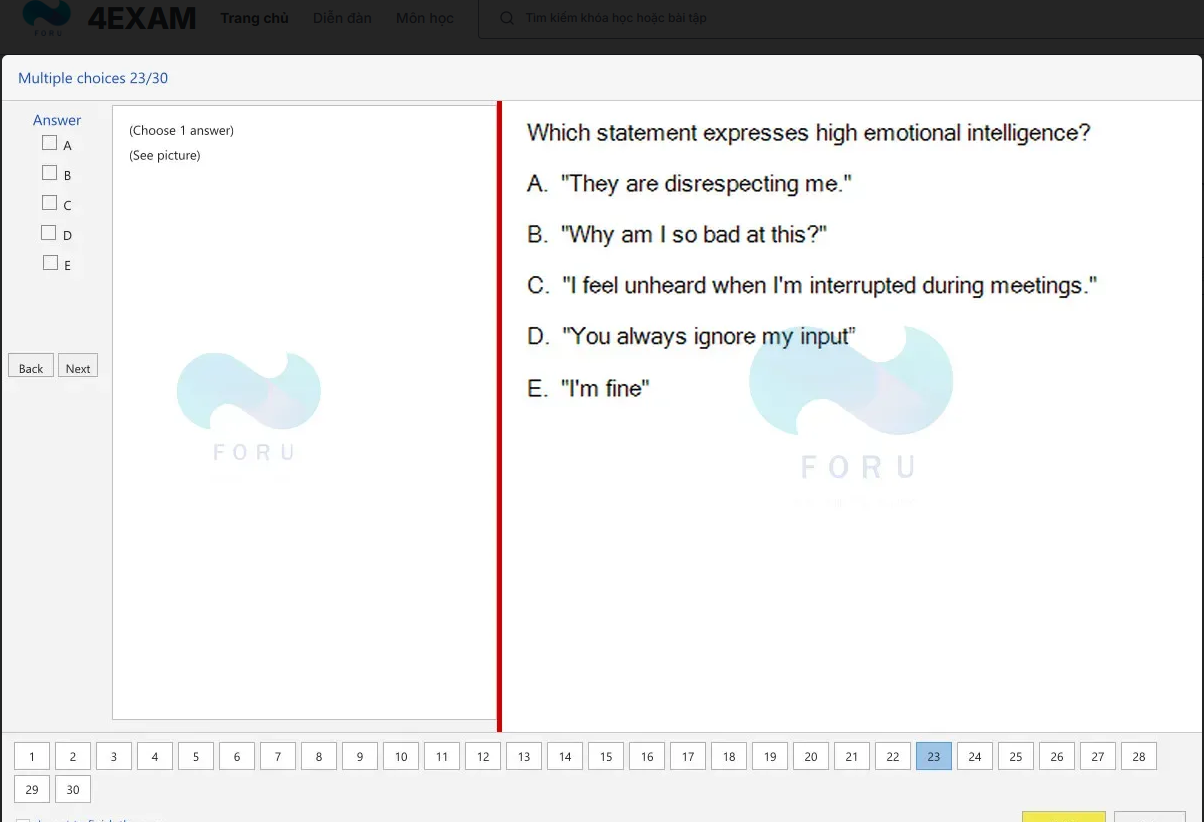 FORU
4EXAM
Trang chủ
Diễn đàn
Môn học
Tìm kiếm khóa học hoặc bài tập
Multiple choices 23/30
Answer
A
B
C
D
E
Back
Next
(Choose 1 answer)
(See picture)
FORU
Which statement expresses high emotional intelligence?
A. "They are disrespecting me."
B. "Why am I so bad at this?"
C. "I feel unheard when I'm interrupted during meetings."
D. "You always ignore my input"
E. "I'm fine"
FORU
1 2 3 4 5 6 7 8 9 10 11 12 13 14 15 16 17 18 19 20 21 22 23 24 25 26 27 28
29 30